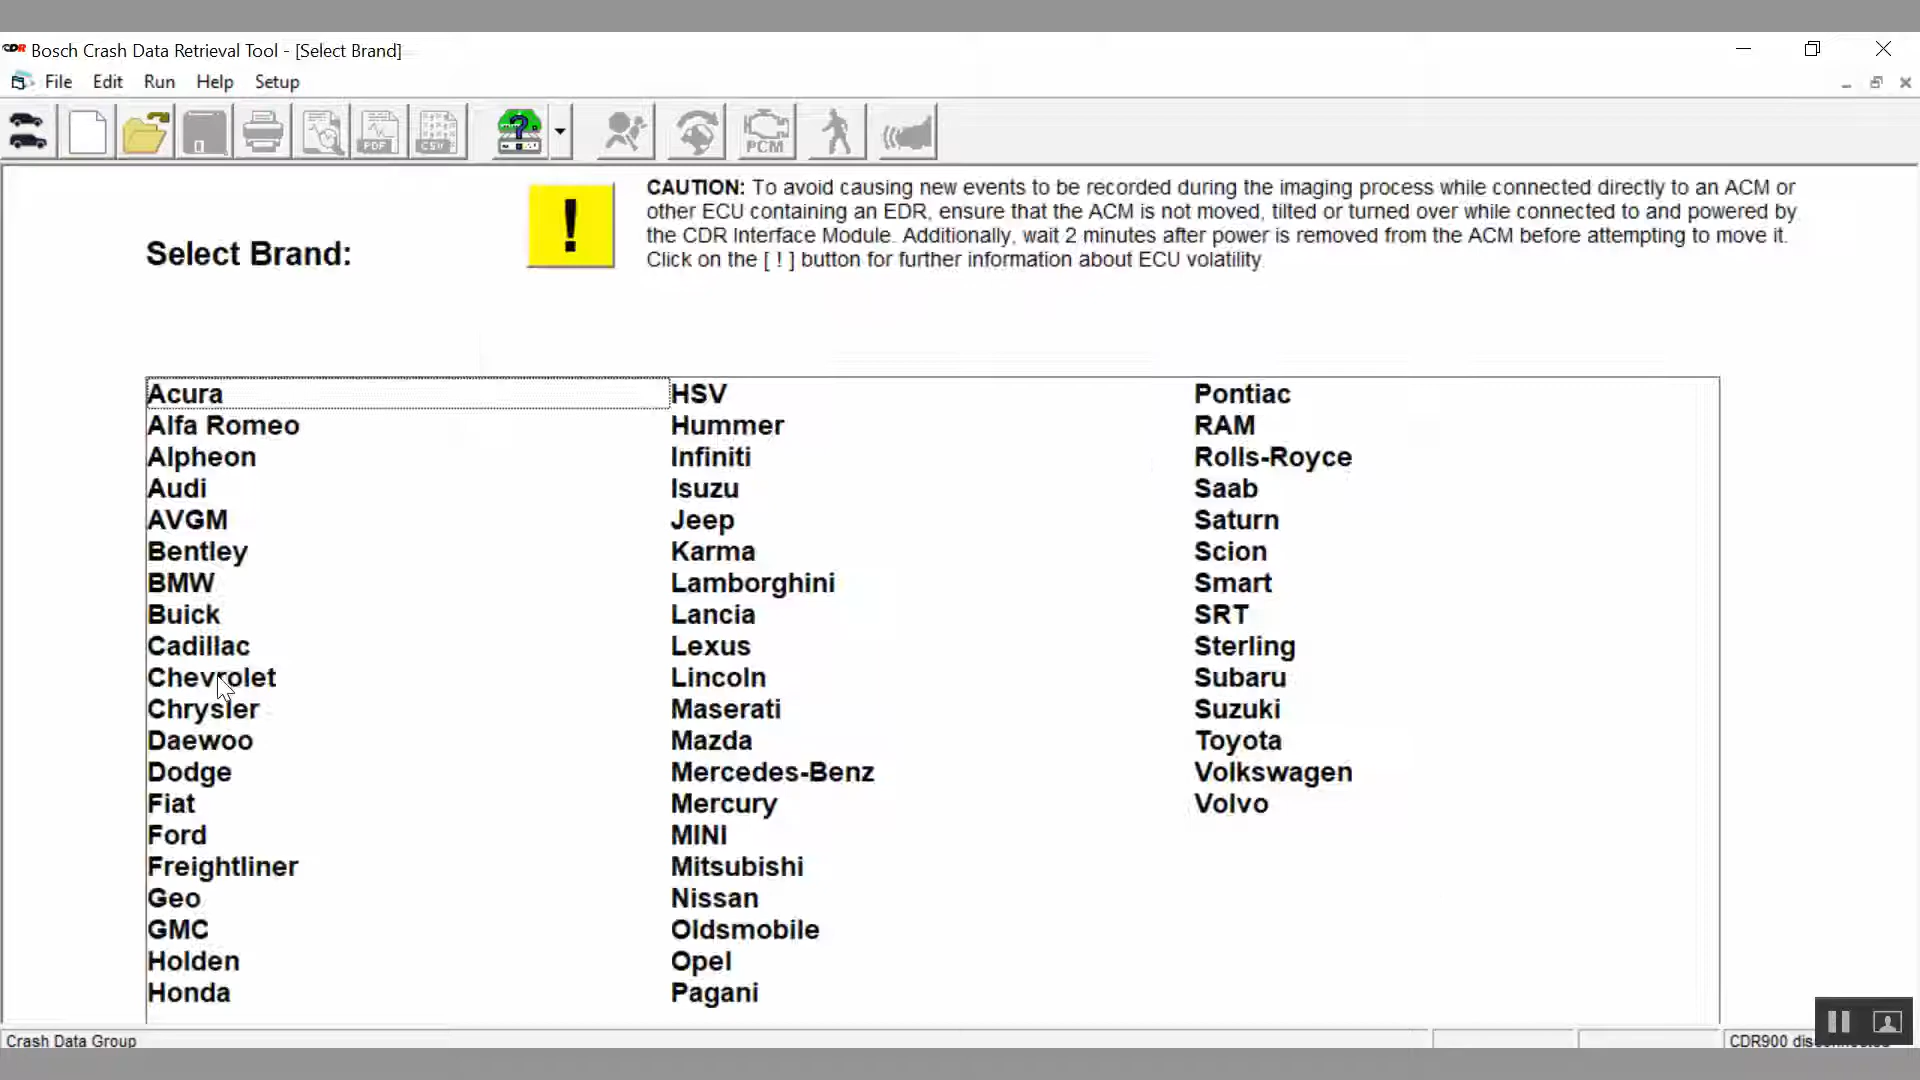 CDR Bosch Crash Data Retrieval Tool - [Select Brand]
File Edit Run Help Setup
PDF CSV ? PCM
Select Brand:
!
CAUTION: To avoid causing new events to be recorded during the imaging process while connected directly to an ACM or
other ECU containing an EDR, ensure that the ACM is not moved, tilted or turned over while connected to and powered by
the CDR Interface Module. Additionally, wait 2 minutes after power is removed from the ACM before attempting to move it.
Click on the [ ! ] button for further information about ECU volatility.
Acura
Alfa Romeo
Alpheon
Audi
AVGM
Bentley
BMW
Buick
Cadillac
Chevrolet
Chrysler
Daewoo
Dodge
Fiat
Ford
Freightliner
Geo
GMC
Holden
Honda
HSV
Hummer
Infiniti
Isuzu
Jeep
Karma
Lamborghini
Lancia
Lexus
Lincoln
Maserati
Mazda
Mercedes-Benz
Mercury
MINI
Mitsubishi
Nissan
Oldsmobile
Opel
Pagani
Pontiac
RAM
Rolls-Royce
Saab
Saturn
Scion
Smart
SRT
Sterling
Subaru
Suzuki
Toyota
Volkswagen
Volvo
Crash Data Group
CDR900